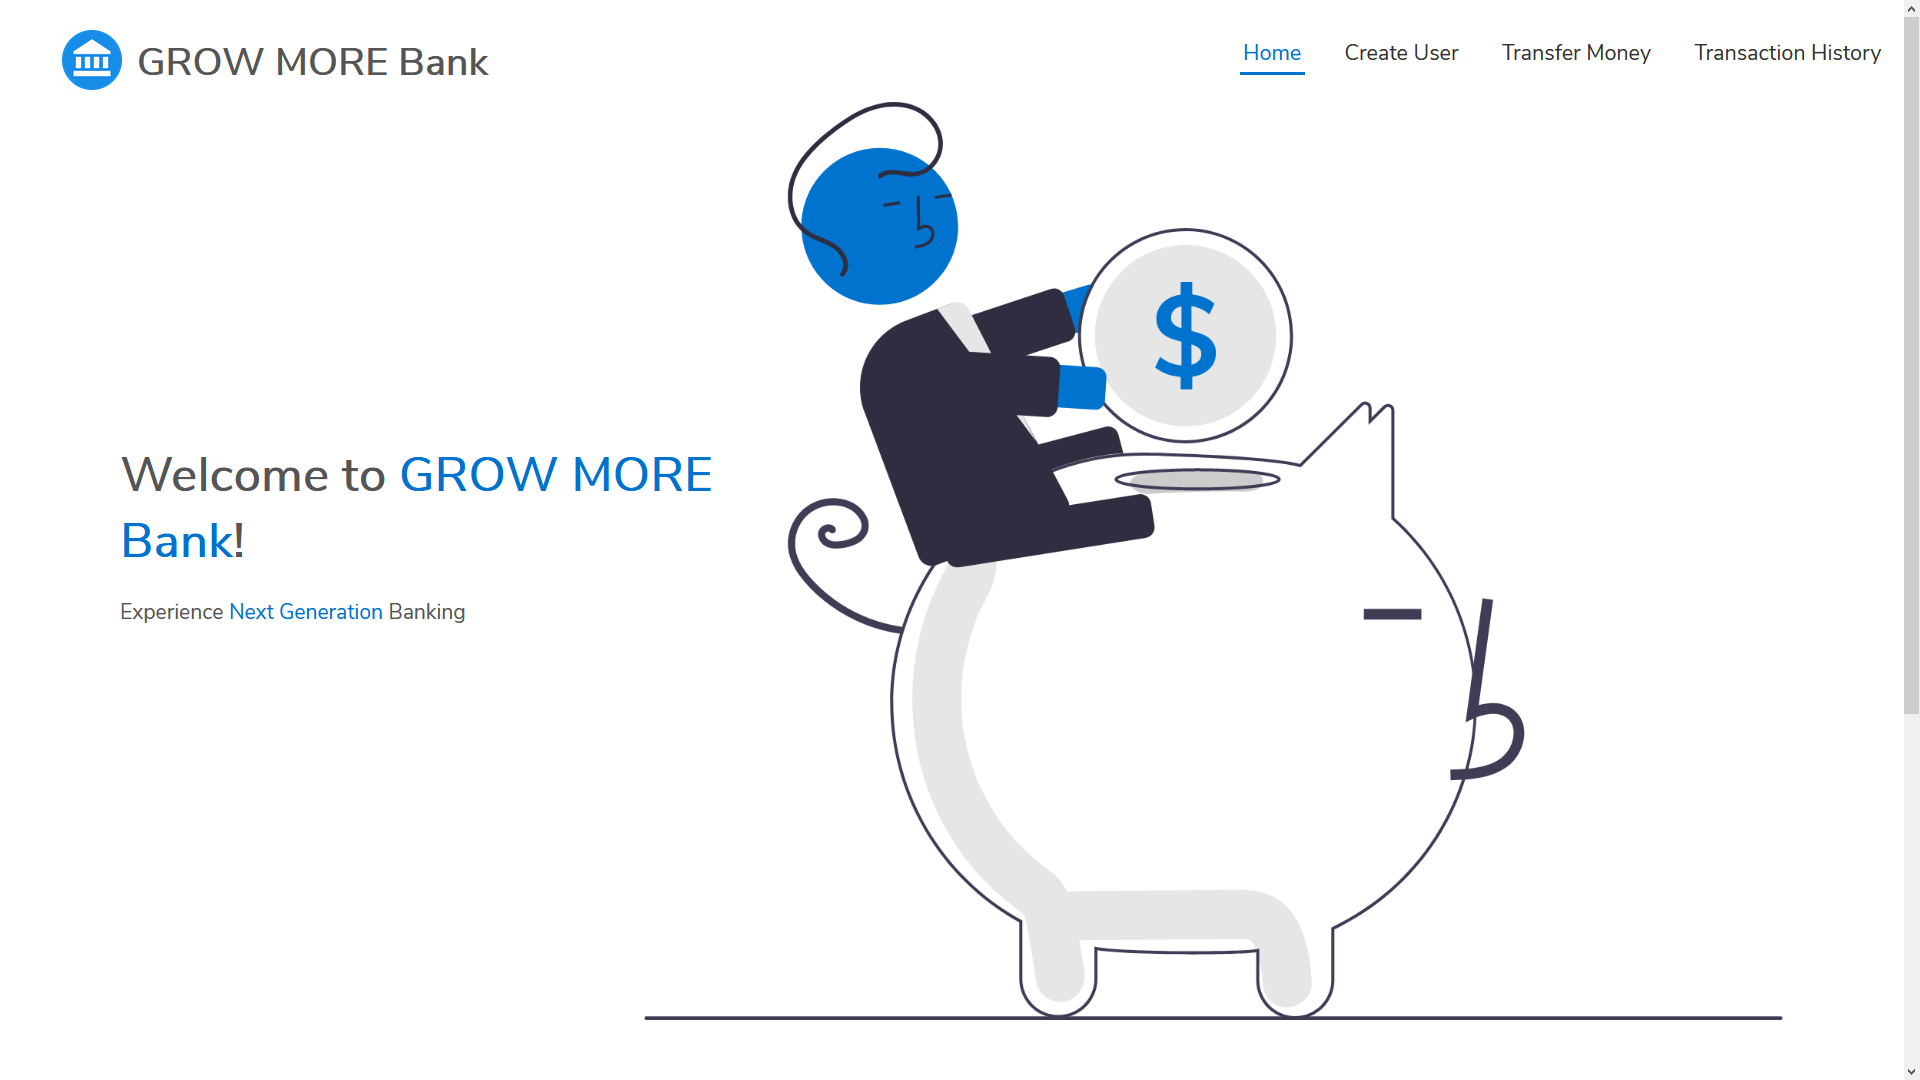 GROW MORE Bank
Home
Create User
Transfer Money
Transaction History
$
Welcome to GROW MORE
Bank!
Experience Next Generation Banking